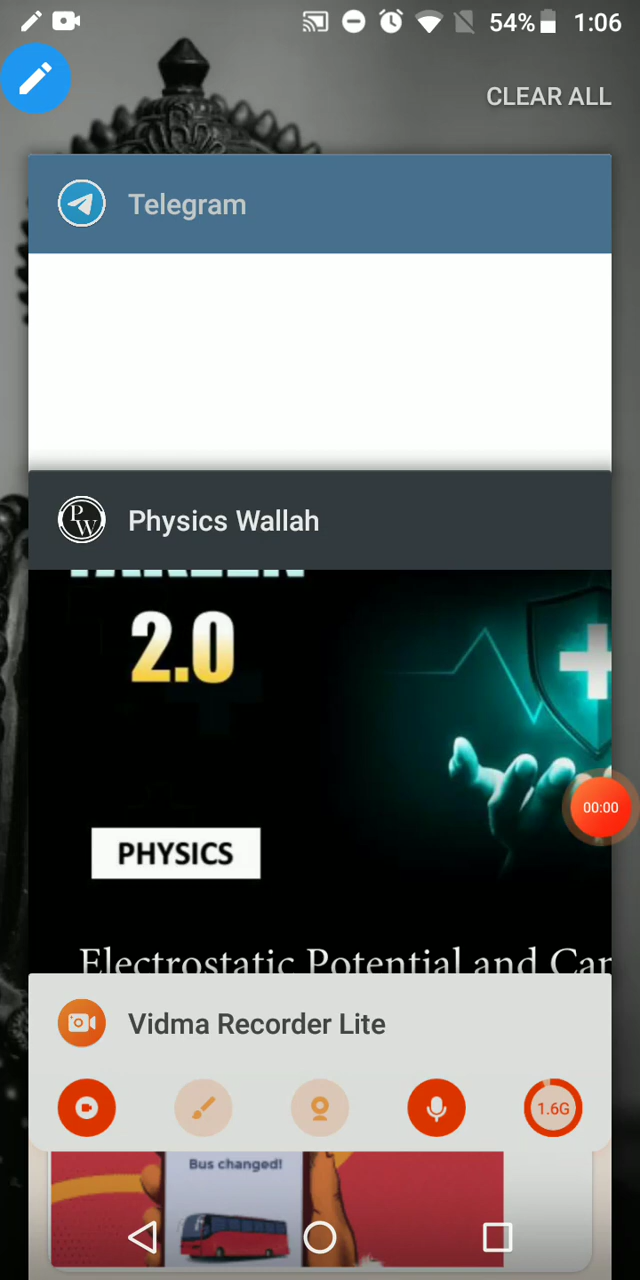 54% 1:06
CLEAR ALL
Telegram
PW Physics Wallah
2.0
00:00
PHYSICS
Electrostatic Potential and
Vidma Recorder Lite
1.6G
Bus changed!